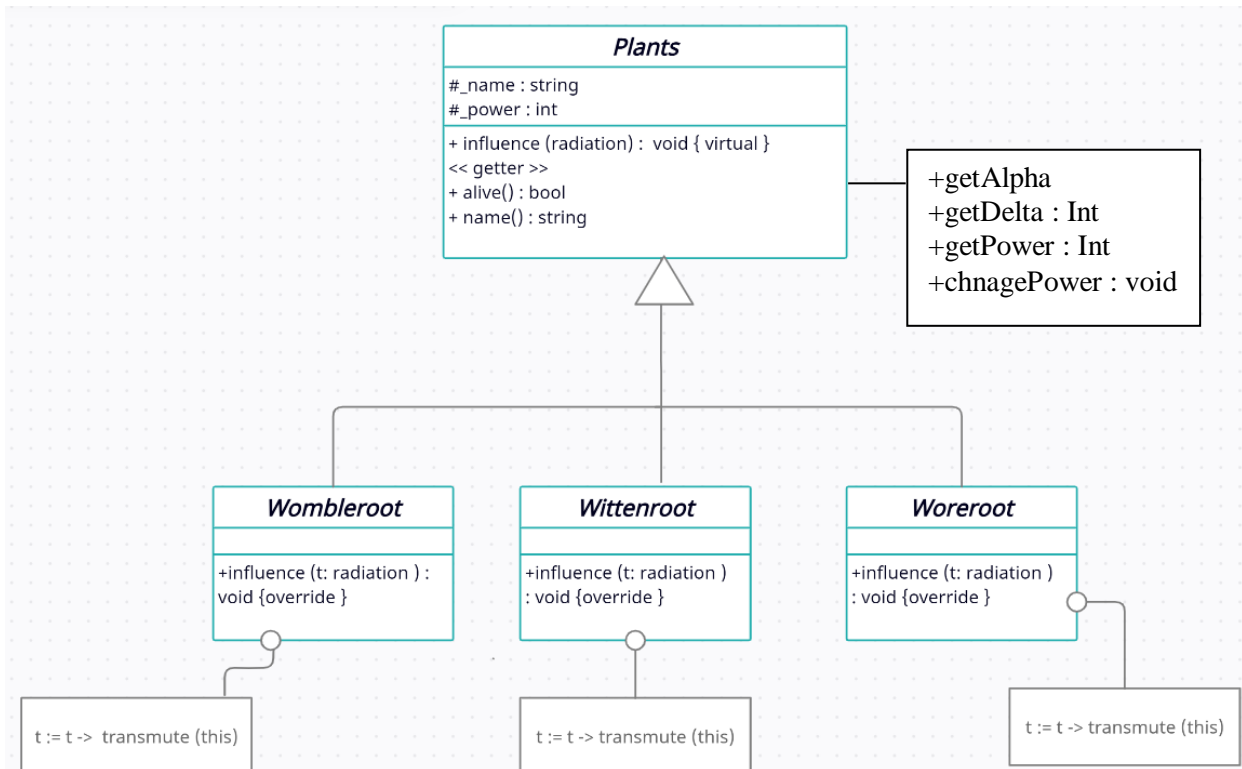 Plants
#_name : string
#_power : int
+ influence (radiation) :  void { virtual }
<< getter >>
+ alive() : bool
+ name() : string
+getAlpha
+getDelta : Int
+getPower : Int
+chnagePower : void
Wombleroot
+influence (t: radiation ) :
void {override }
Wittenroot
+influence (t: radiation )
: void {override }
Woreroot
+influence (t: radiation )
: void {override }
t := t ->  transmute (this)
t := t -> transmute (this)
t := t -> transmute (this)